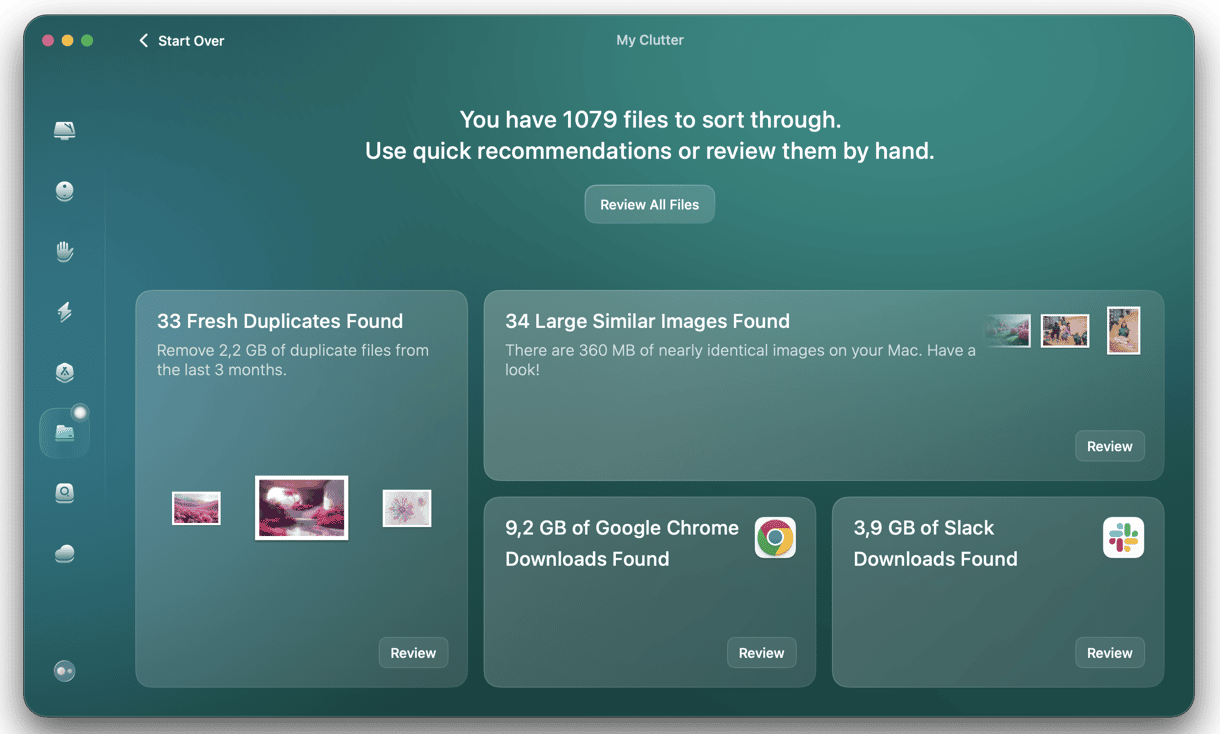 Start Over
My Clutter
You have 1079 files to sort through.
Use quick recommendations or review them by hand.
Review All Files
33 Fresh Duplicates Found
Remove 2,2 GB of duplicate files from
the last 3 months.
Review
34 Large Similar Images Found
There are 360 MB of nearly identical images on your Mac. Have a
look!
Review
9,2 GB of Google Chrome
Downloads Found
Review
3,9 GB of Slack
Downloads Found
Review